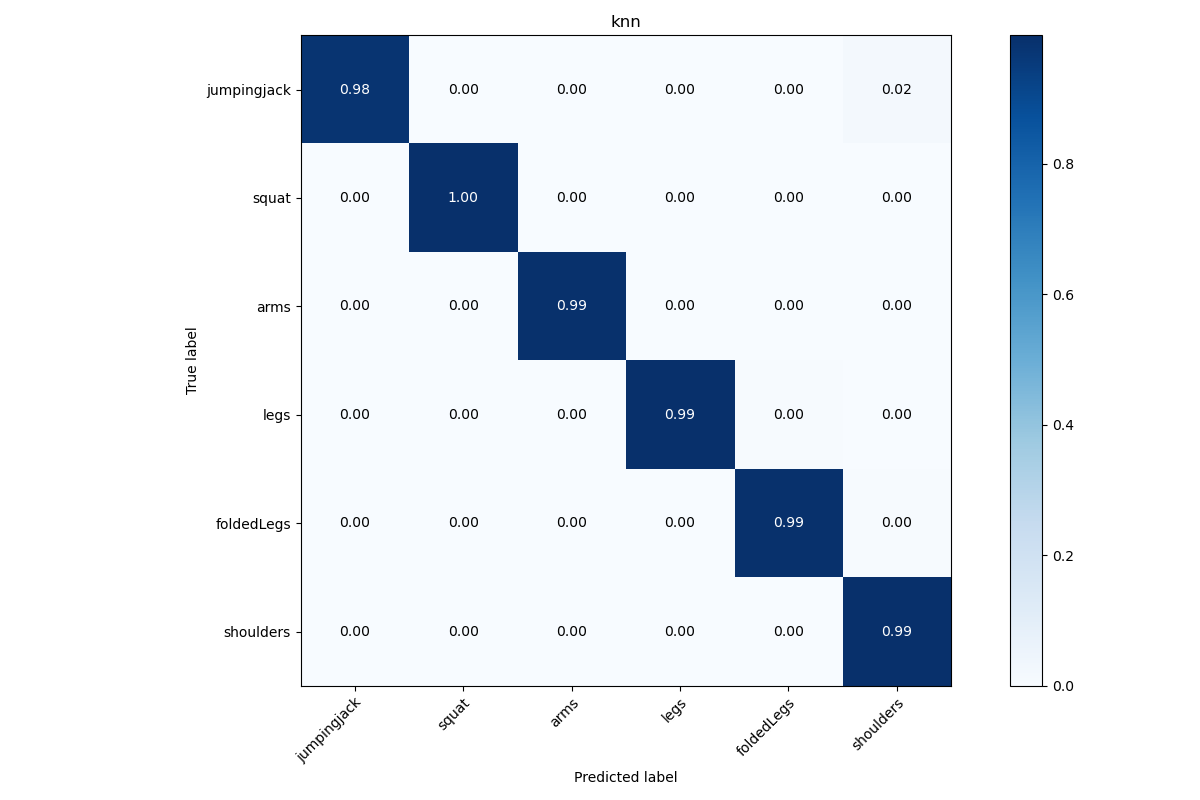 knn
jumpingjack 0.98 0.00 0.00 0.00 0.00 0.02
squat 0.00 1.00 0.00 0.00 0.00 0.00
arms 0.00 0.00 0.99 0.00 0.00 0.00
legs 0.00 0.00 0.00 0.99 0.00 0.00
foldedLegs 0.00 0.00 0.00 0.00 0.99 0.00
shoulders 0.00 0.00 0.00 0.00 0.00 0.99
True label
jumpingjack squat arms legs foldedLegs shoulders
Predicted label
0.8
0.6
0.4
0.2
0.0